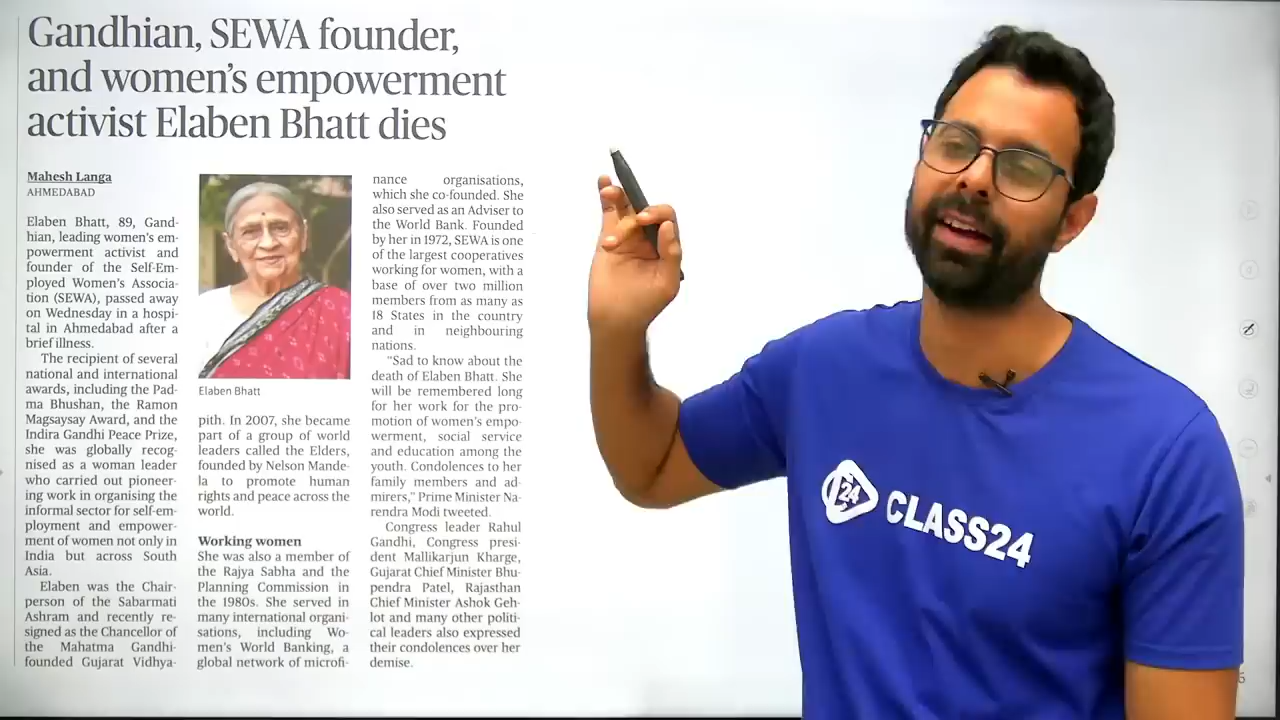 Gandhian, SEWA founder,
and women's empowerment
activist Elaben Bhatt dies
Mahesh Langa
AHMEDABAD
Elaben Bhatt, 89, Gand-
hian, leading women's em-
powerment activist and
founder of the Self-Em-
ployed Women's Associa-
tion (SEWA), passed away
on Wednesday in a hospi-
tal in Ahmedabad after a
brief illness.
The recipient of several
national and international
awards, including the Pad-
ma Bhushan, the Ramon
Magsaysay Award, and the
Indira Gandhi Peace Prize,
she was globally recog-
nised as a woman leader
who carried out pioneer-
ing work in organising the
informal sector for self-em-
ployment and empower-
ment of women not only in
India but across South
Asia.
Elaben was the Chair-
person of the Sabarmati
Ashram and recently re-
signed as the Chancellor of
the Mahatma Gandhi-
founded Gujarat Vidhya-
Elaben Bhatt
pith. In 2007, she became
part of a group of world
leaders called the Elders,
founded by Nelson Mande-
la to promote human
rights and peace across the
world.
Working women
She was also a member of
the Rajya Sabha and the
Planning Commission in
the 1980s. She served in
many international organi-
sations, including Wo-
men's World Banking, a
global network of microfi-
nance organisations,
which she co-founded. She
also served as an Adviser to
the World Bank. Founded
by her in 1972, SEWA is one
of the largest cooperatives
working for women, with a
base of over two million
members from as many as
18 States in the country
and in neighbouring
nations.
"Sad to know about the
death of Elaben Bhatt. She
will be remembered long
for her work for the pro-
motion of women's empo-
werment, social service
and education among the
youth. Condolences to her
family members and ad-
mirers," Prime Minister Na-
rendra Modi tweeted.
Congress leader Rahul
Gandhi, Congress presi-
dent Mallikarjun Kharge,
Gujarat Chief Minister Bhu-
pendra Patel, Rajasthan
Chief Minister Ashok Geh-
lot and many other politi-
cal leaders also expressed
their condolences over her
demise.
24
CLASS24